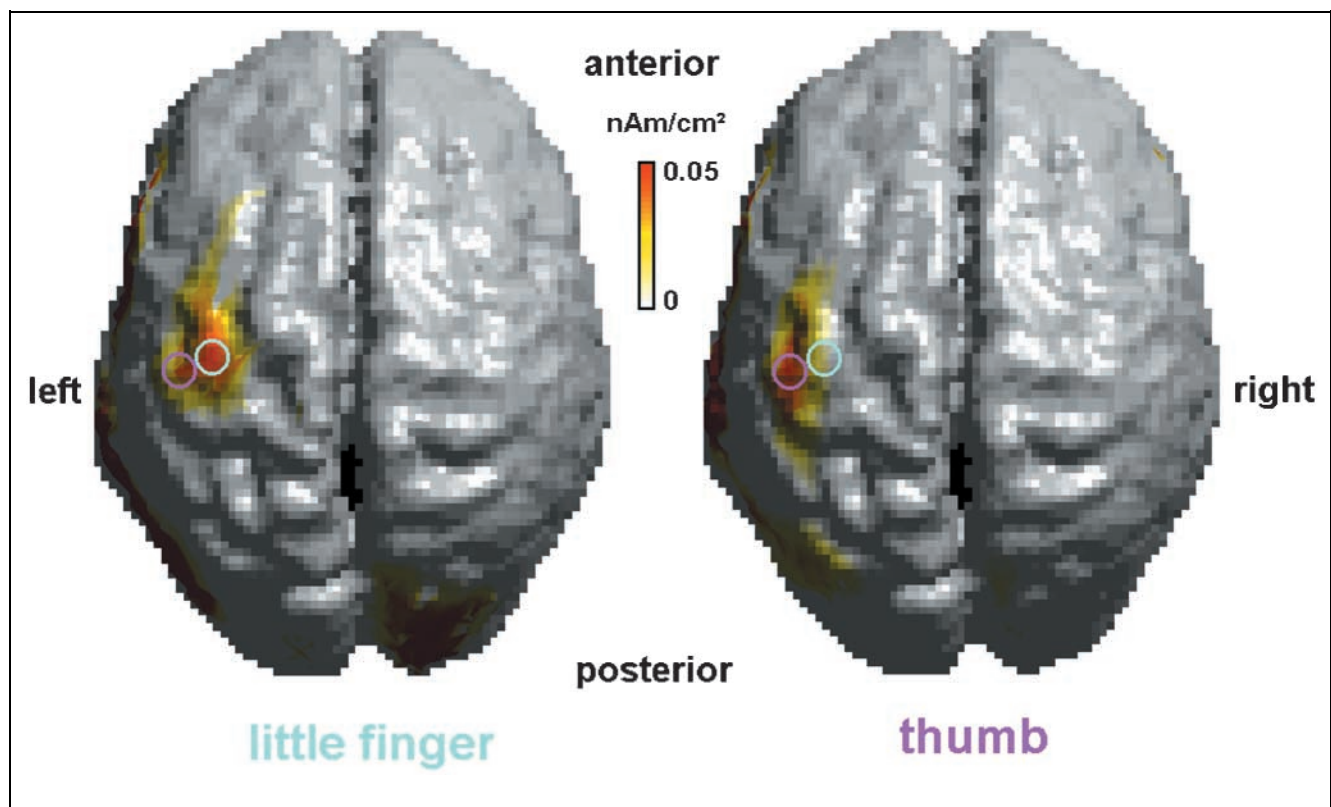 anterior
nAm/cm²
0.05
0
left
right
posterior
little finger
thumb